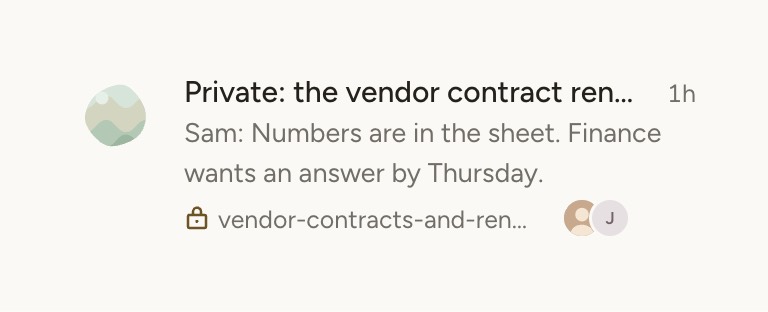 Private: the vendor contract ren... 1h
Sam: Numbers are in the sheet. Finance
wants an answer by Thursday.
vendor-contracts-and-ren... J